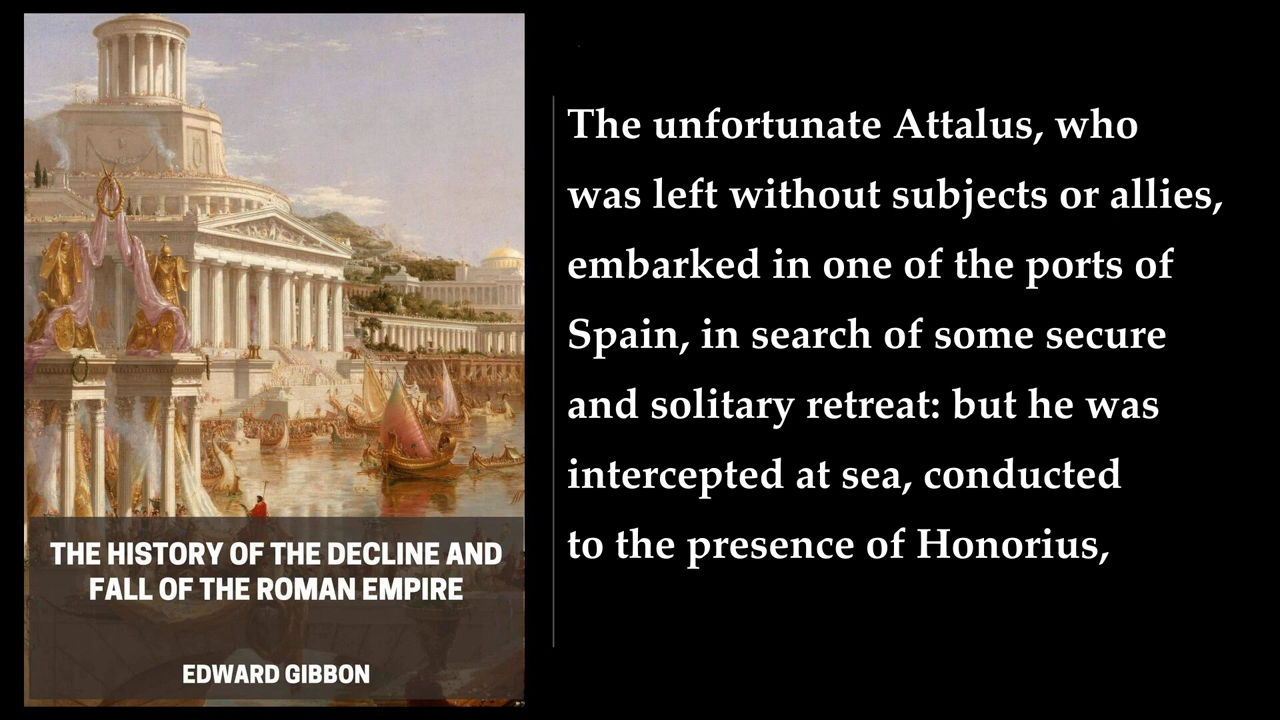 THE HISTORY OF THE DECLINE AND
FALL OF THE ROMAN EMPIRE
EDWARD GIBBON
The unfortunate Attalus, who
was left without subjects or allies,
embarked in one of the ports of
Spain, in search of some secure
and solitary retreat: but he was
intercepted at sea, conducted
to the presence of Honorius,